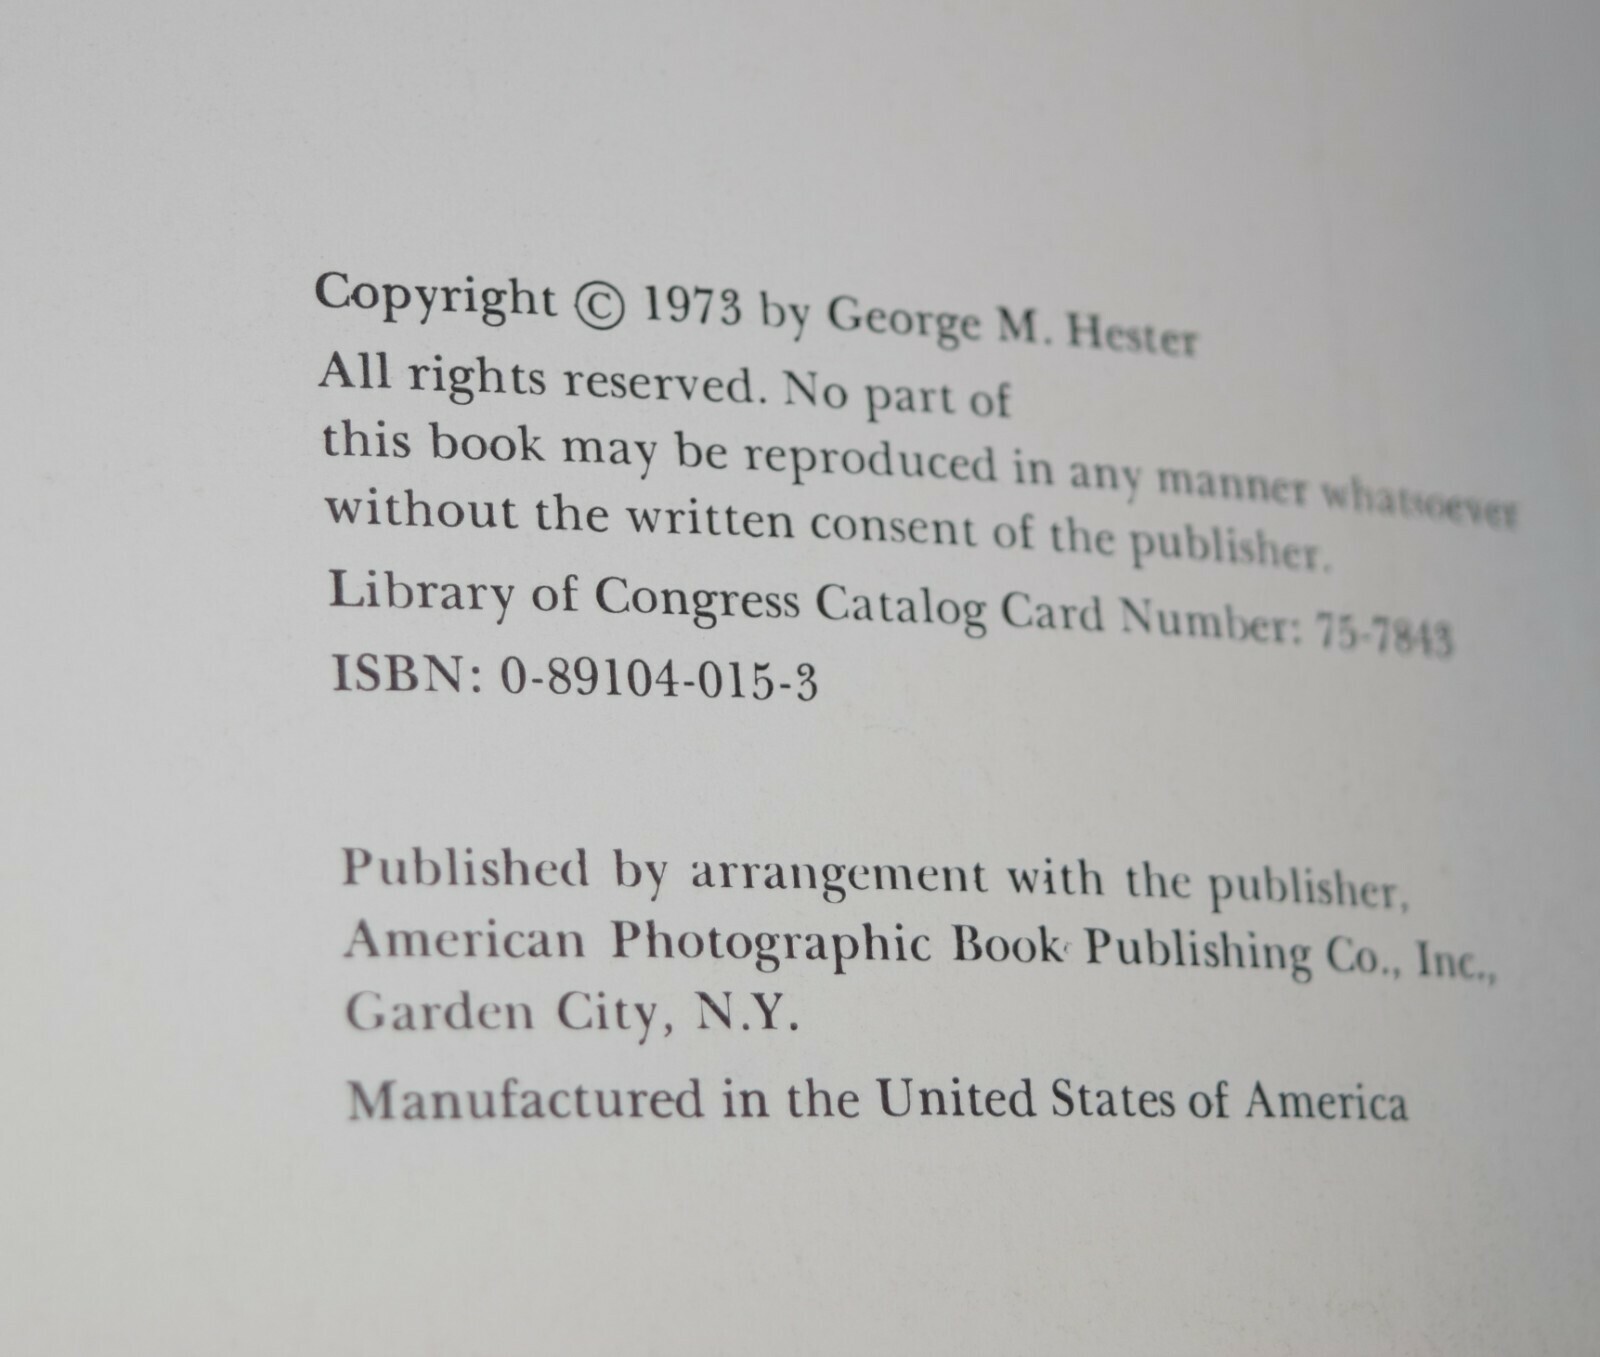 Copyright © 1973 by George M. Hester
All rights reserved. No part of
this book may be reproduced in any manner whatsoever
without the written consent of the publisher.
Library of Congress Catalog Card Number: 75-7843
ISBN: 0-89104-015-3
Published by arrangement with the publisher,
American Photographic Book Publishing Co., Inc.,
Garden City, N.Y.
Manufactured in the United States of America